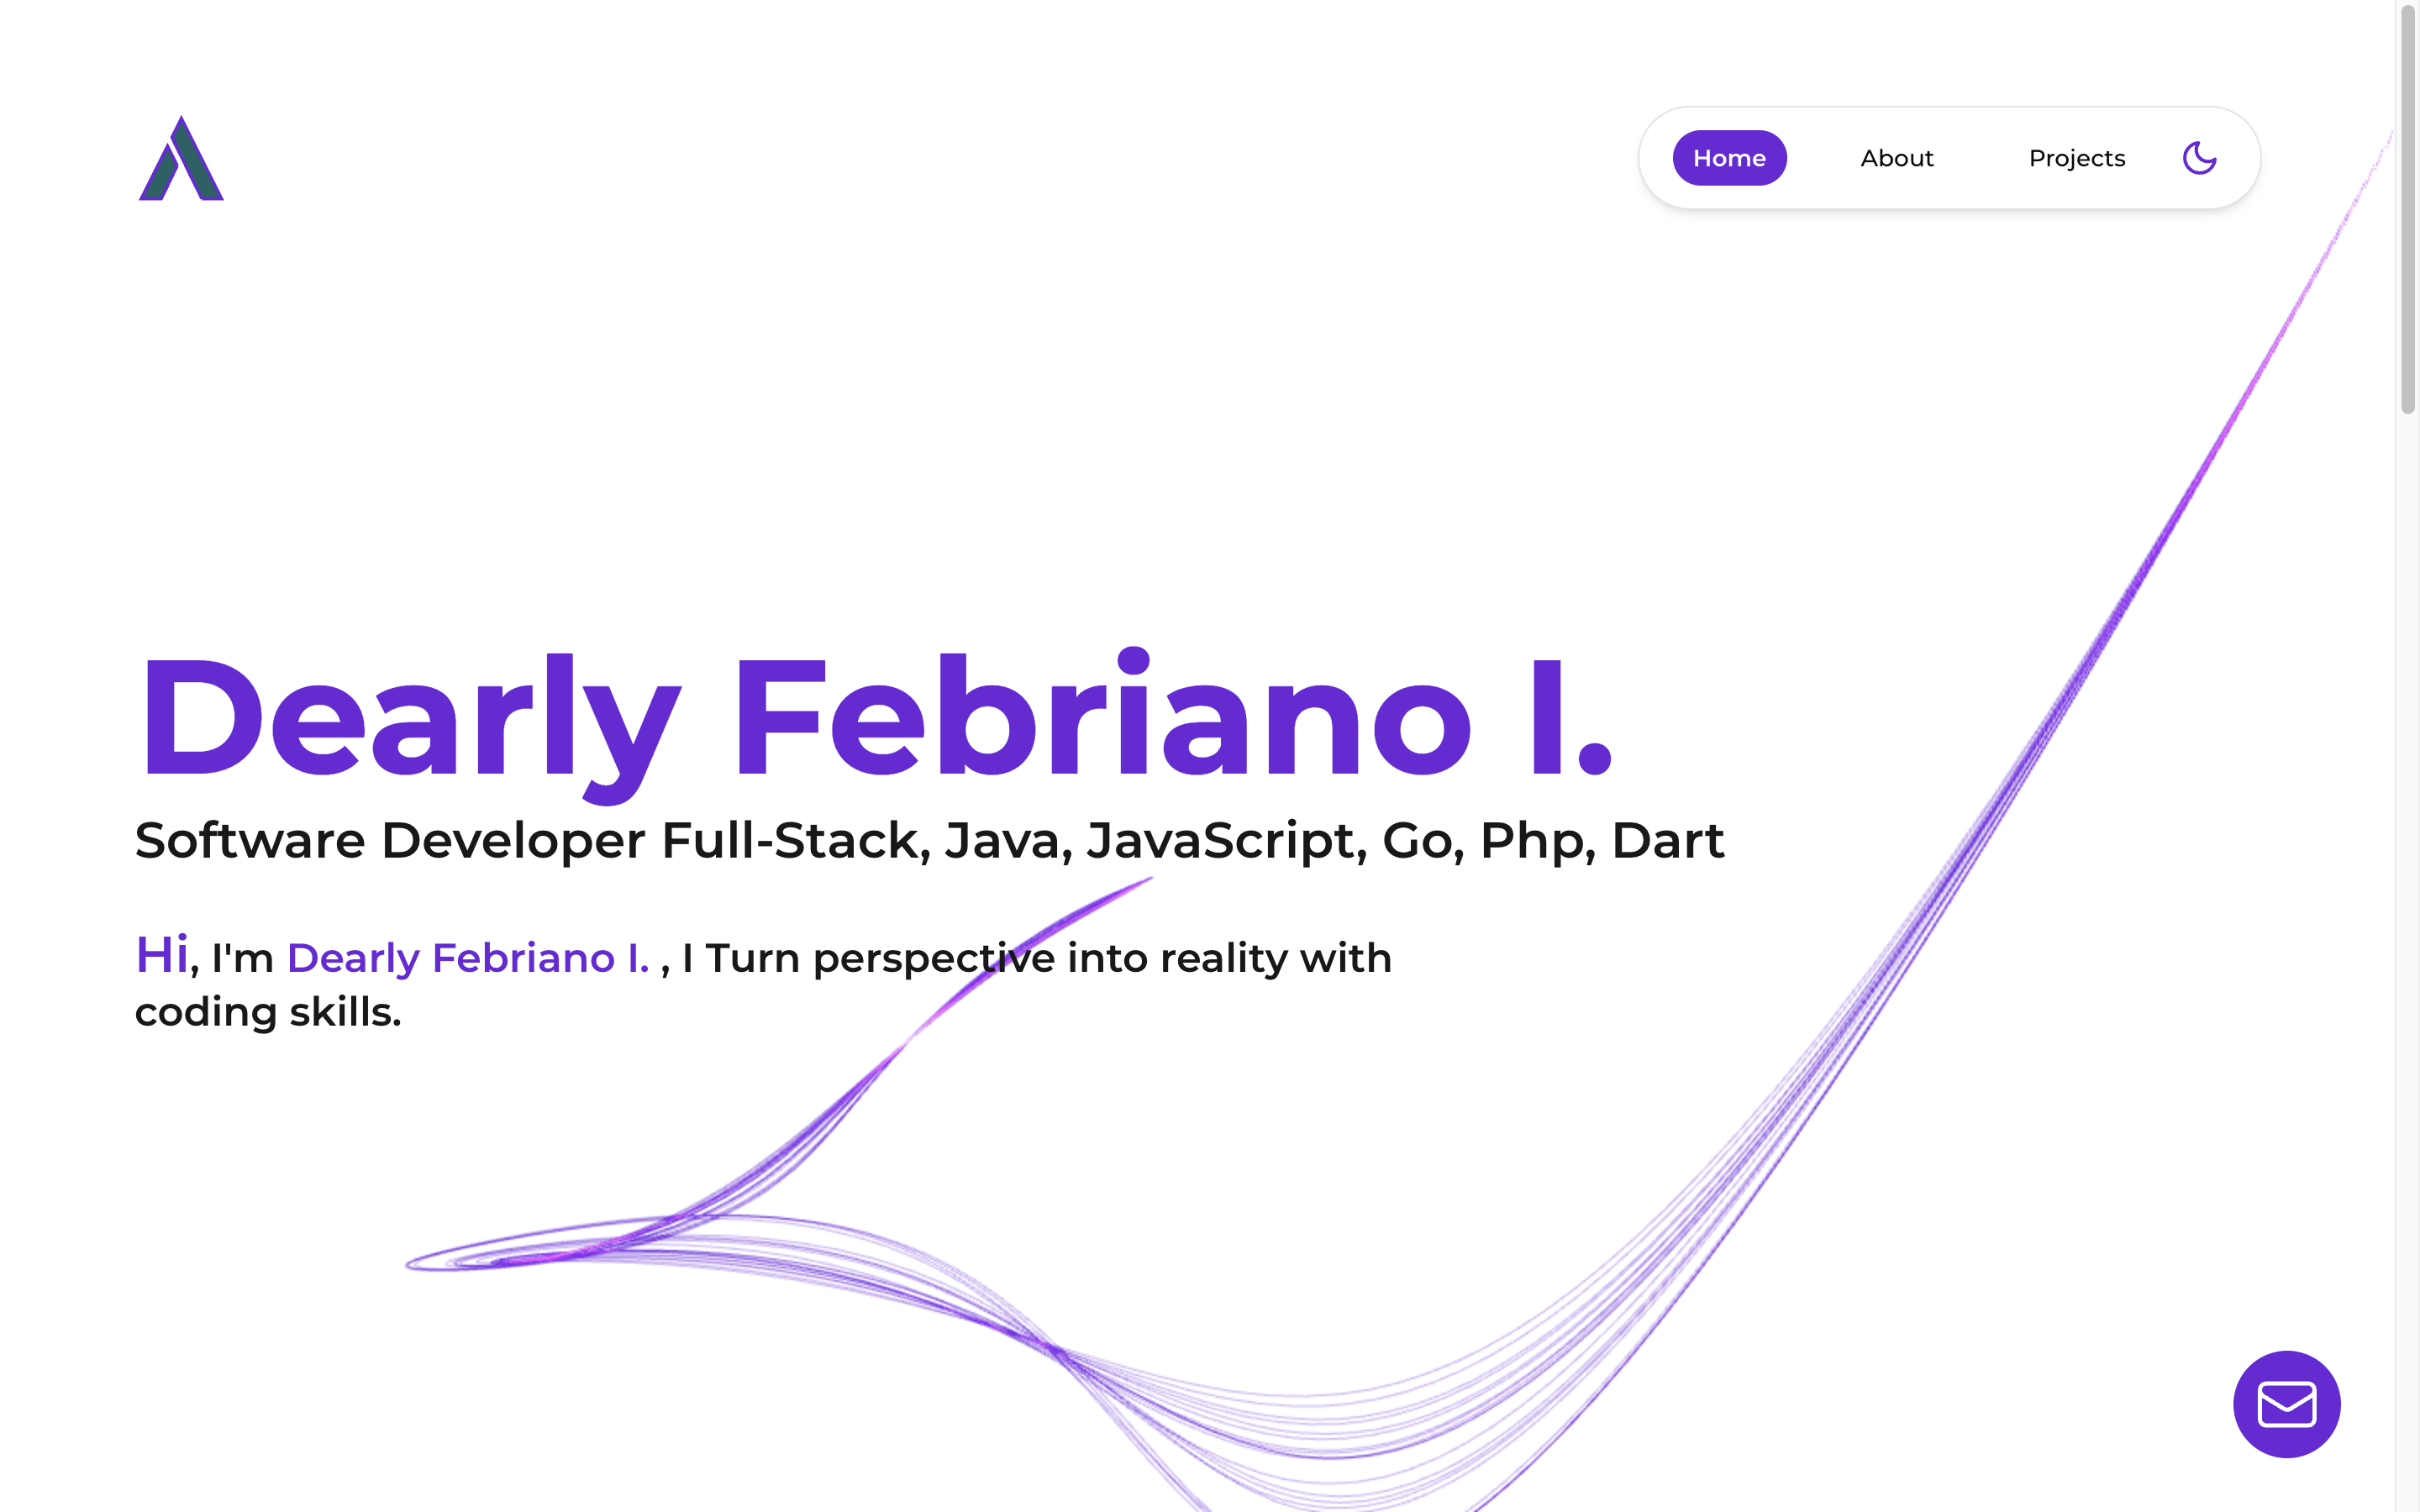 Home
About
Projects
Dearly Febriano I.
Software Developer Full-Stack, Java, JavaScript, Go, Php, Dart
Hi, I'm Dearly Febriano I. , I Turn perspective into reality with
coding skills.